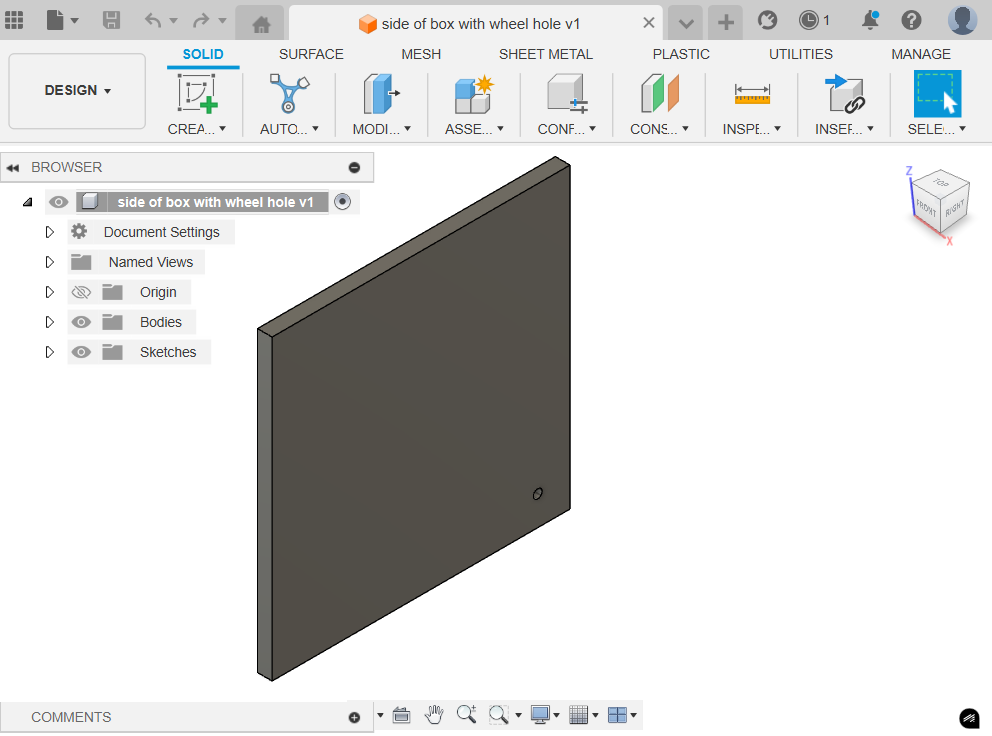 side of box with wheel hole v1
1
DESIGN
SOLID
SURFACE
MESH
SHEET METAL
PLASTIC
UTILITIES
MANAGE
CREA...
AUTO...
MODI...
ASSE...
CONF...
CONS...
INSPE...
INSEF...
SELE...
BROWSER
side of box with wheel hole v1
Document Settings
Named Views
Origin
Bodies
Sketches
Z
TOP
FRONT
RIGHT
X
COMMENTS